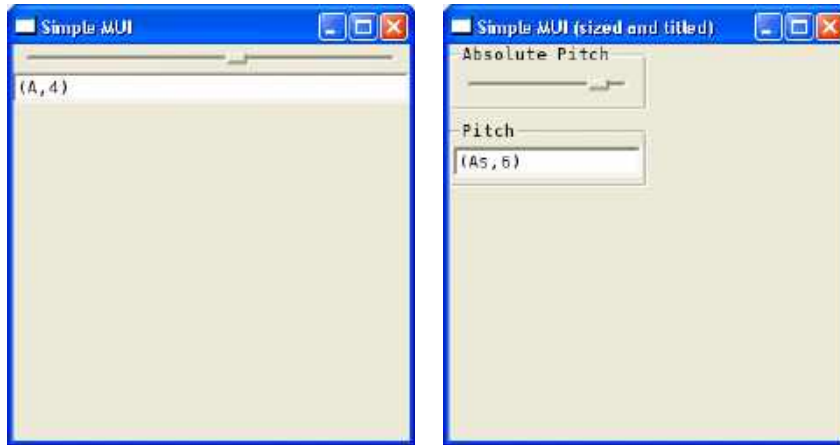 Simple MUI
(A,4)
Simple MUI (sized and titled)
Absolute Pitch
Pitch
(As,6)